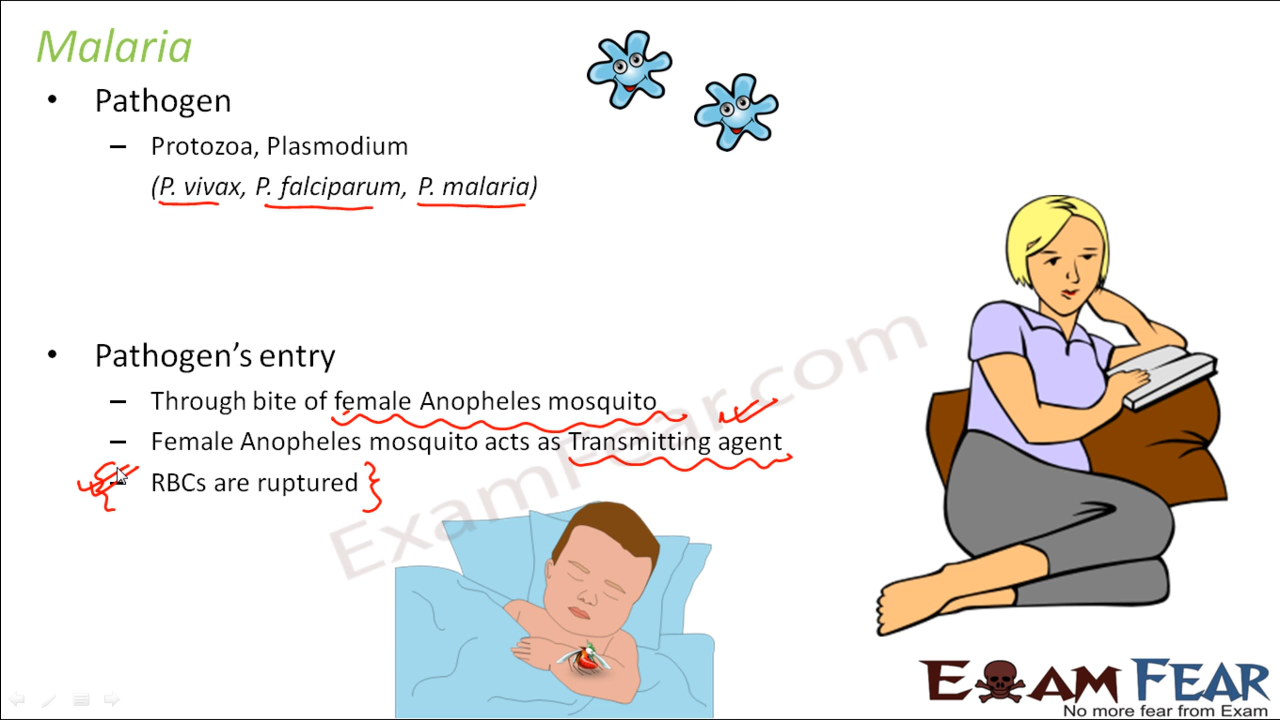 Malaria
• Pathogen
– Protozoa, Plasmodium
(P. vivax, P. falciparum, P. malaria)
• Pathogen's entry
– Through bite of female Anopheles mosquito
– Female Anopheles mosquito acts as Transmitting agent
– RBCs are ruptured
ExamFear.com
EXAM FEAR
No more fear from Exam